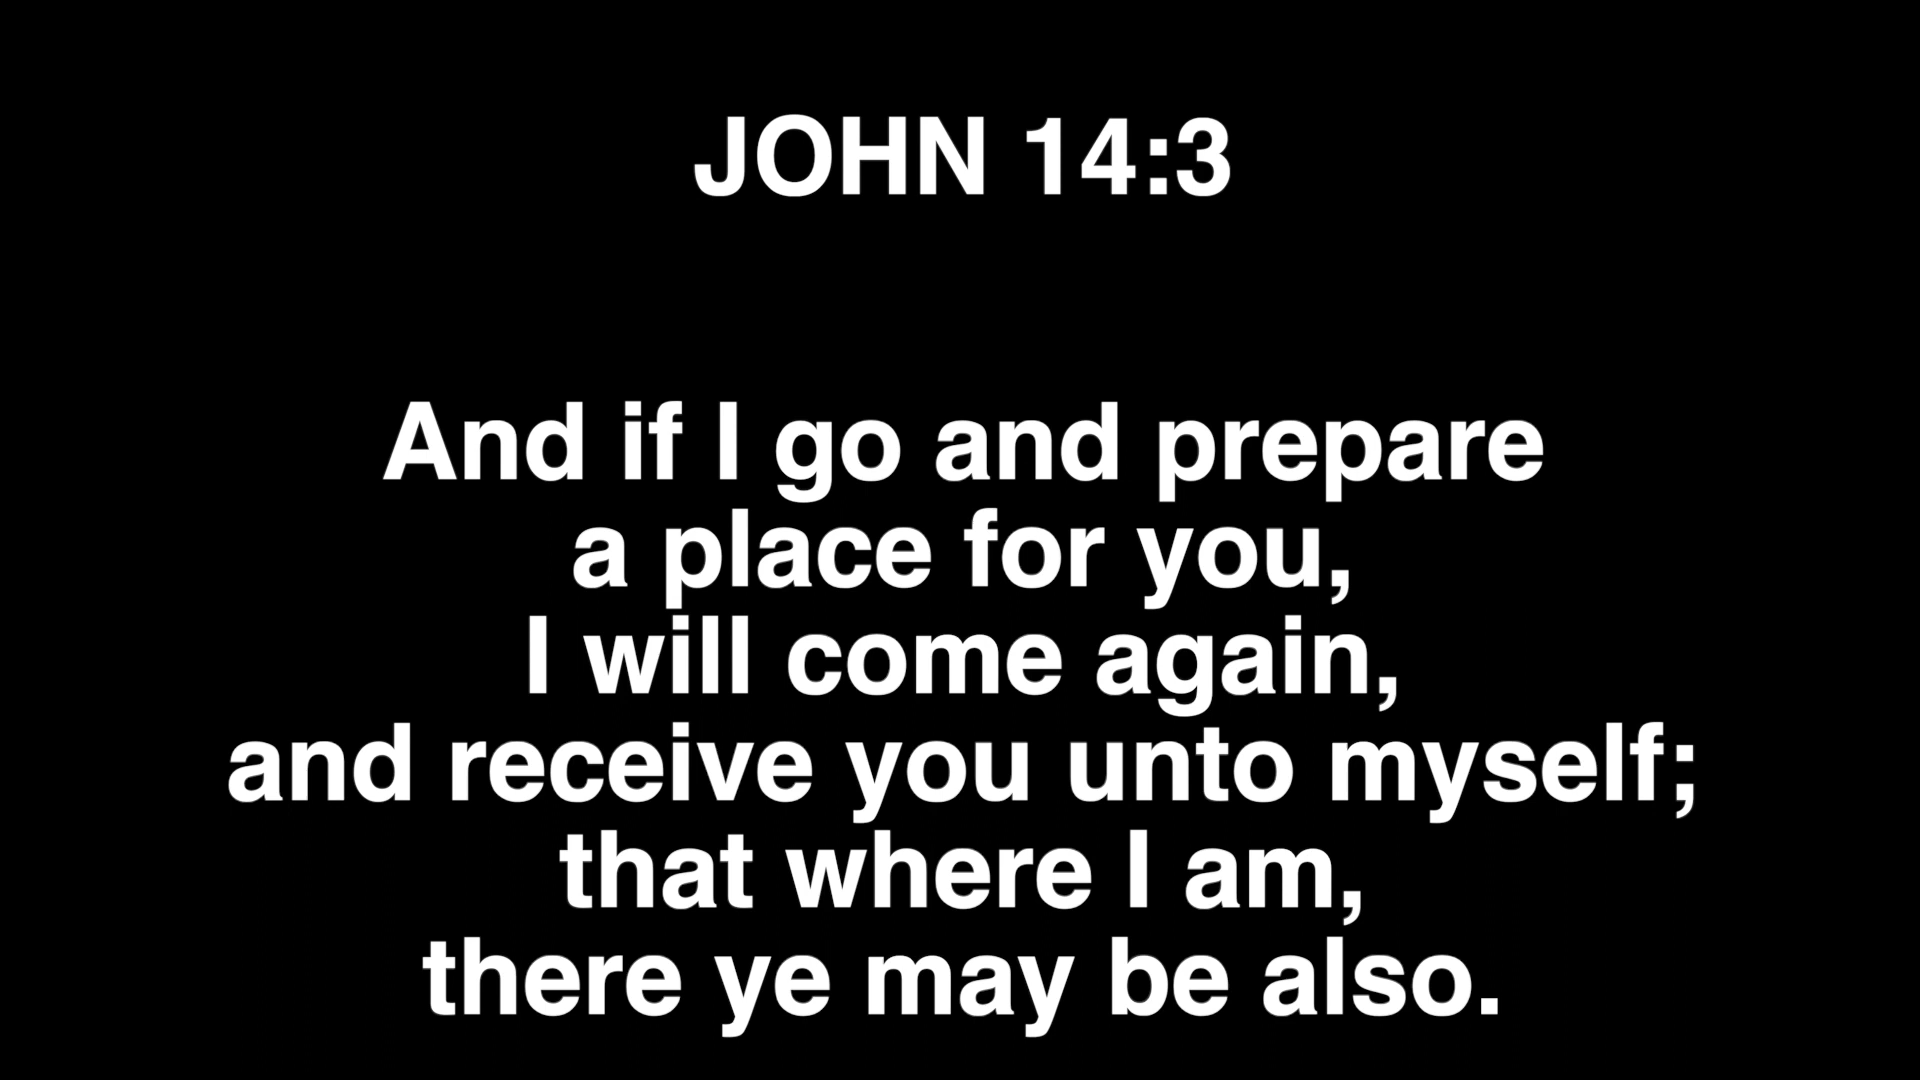 JOHN 14:3
And if I go and prepare
a place for you,
I will come again,
and receive you unto myself;
that where I am,
there ye may be also.